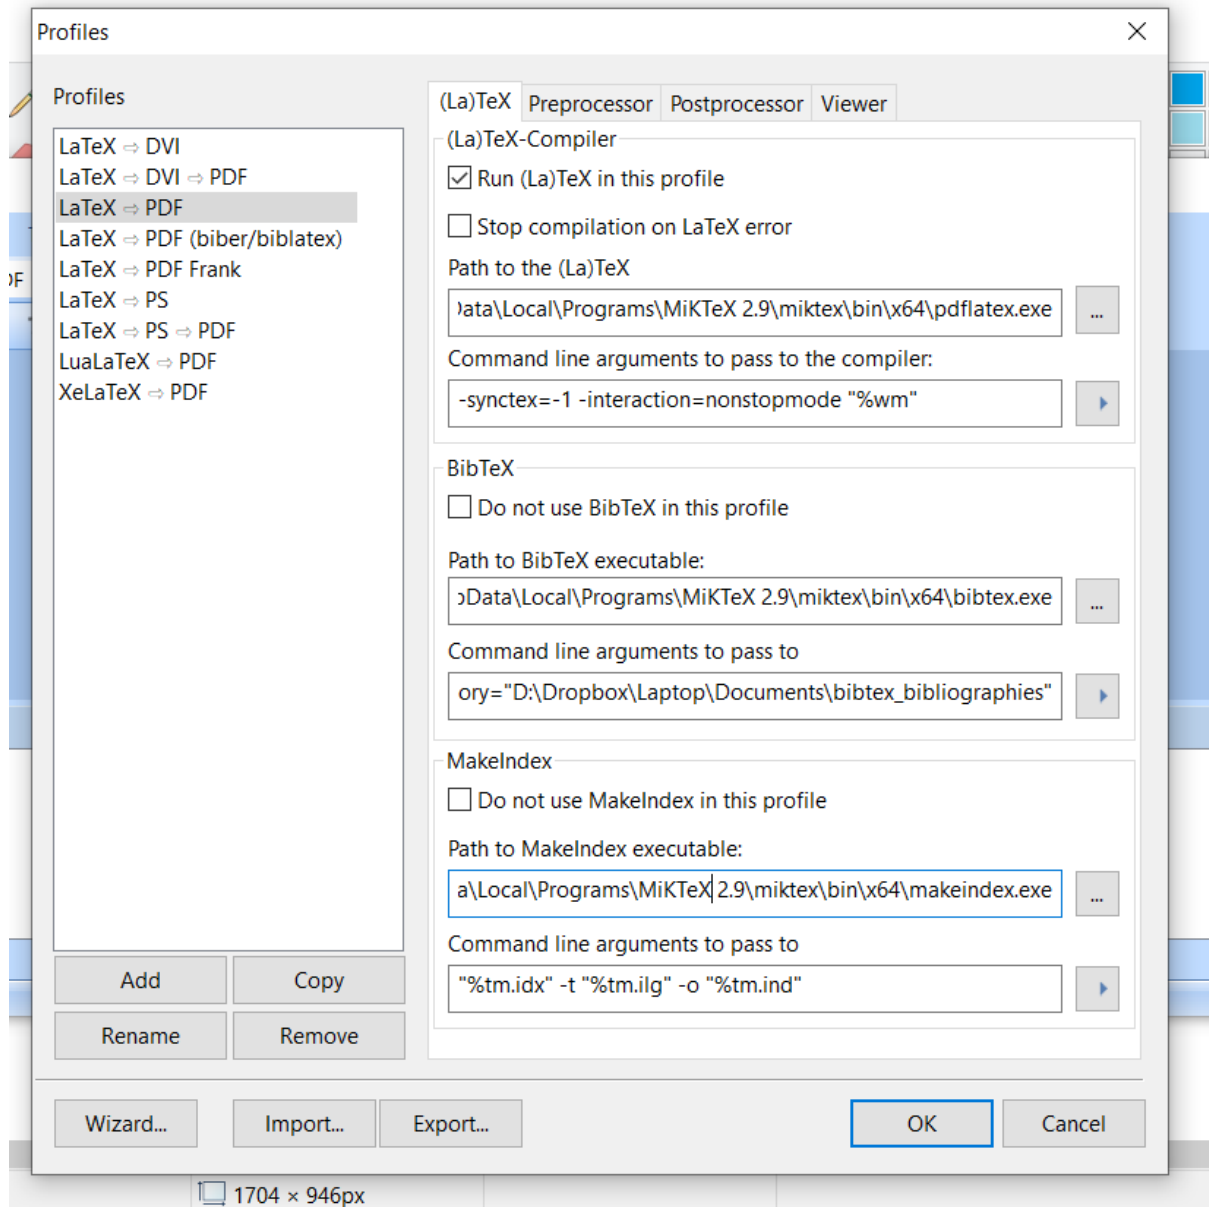 Profiles
Profiles
LaTeX ⇨ DVI
LaTeX ⇨ DVI ⇨ PDF
LaTeX ⇨ PDF
LaTeX ⇨ PDF (biber/biblatex)
LaTeX ⇨ PDF Frank
LaTeX ⇨ PS
LaTeX ⇨ PS ⇨ PDF
LuaLaTeX ⇨ PDF
XeLaTeX ⇨ PDF
Add Copy
Rename Remove
(La)TeX Preprocessor Postprocessor Viewer
(La)TeX-Compiler
Run (La)TeX in this profile
Stop compilation on LaTeX error
Path to the (La)TeX
Data\Local\Programs\MiKTeX 2.9\miktex\bin\x64\pdflatex.exe ...
Command line arguments to pass to the compiler:
-synctex=-1 -interaction=nonstopmode "%wm"
BibTeX
Do not use BibTeX in this profile
Path to BibTeX executable:
pData\Local\Programs\MiKTeX 2.9\miktex\bin\x64\bibtex.exe ...
Command line arguments to pass to
ory="D:\Dropbox\Laptop\Documents\bibtex_bibliographies"
MakeIndex
Do not use MakeIndex in this profile
Path to MakeIndex executable:
a\Local\Programs\MiKTeX 2.9\miktex\bin\x64\makeindex.exe ...
Command line arguments to pass to
"%tm.idx" -t "%tm.ilg" -o "%tm.ind"
Wizard... Import... Export... OK Cancel
1704 × 946px